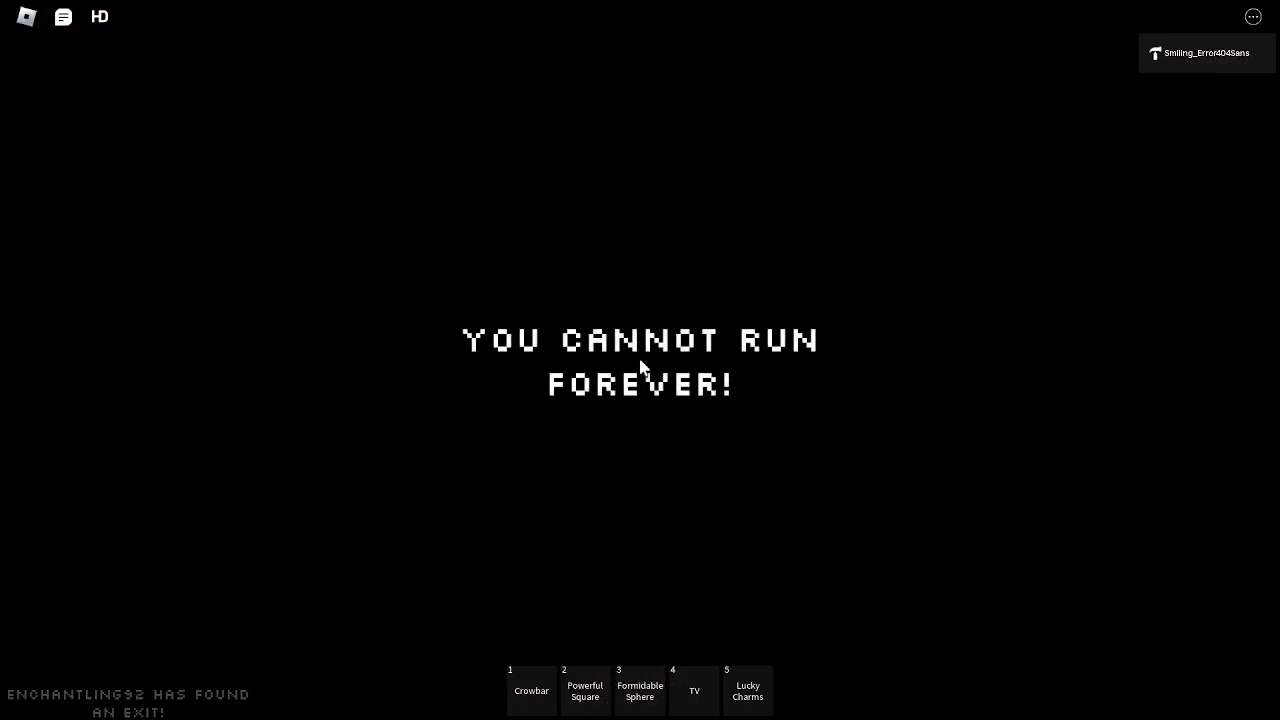 HD
Smiling_Error404Sans
YOU CANNOT RUN
FOREVER!
1
Crowbar
2
Powerful
Square
3
Formidable
Sphere
4
TV
5
Lucky
Charms
ENCHANTLING92 HAS FOUND
AN EXIT!